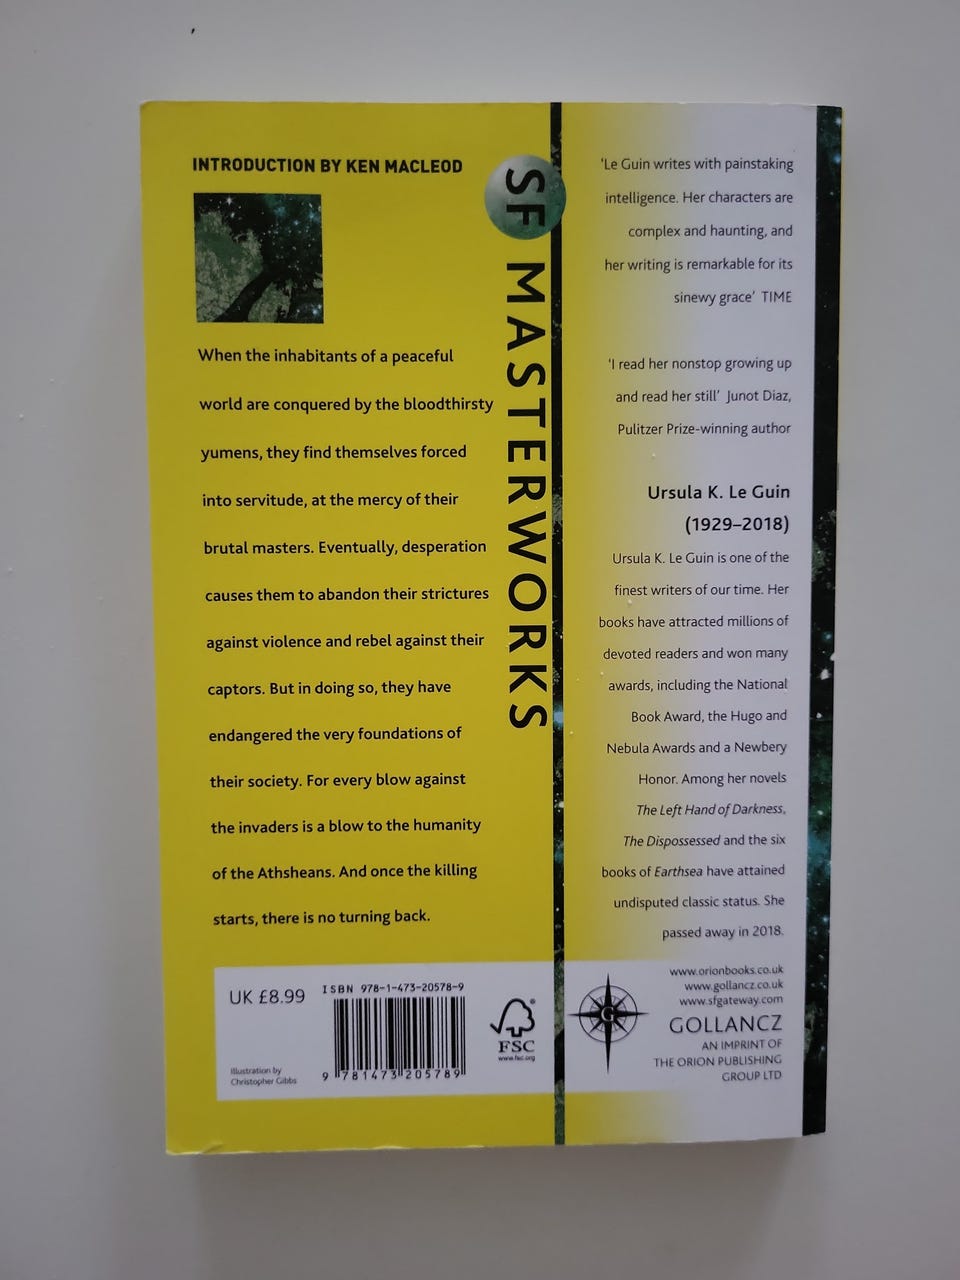 INTRODUCTION BY KEN MACLEOD
When the inhabitants of a peaceful
world are conquered by the bloodthirsty
yumens, they find themselves forced
into servitude, at the mercy of their
brutal masters. Eventually, desperation
causes them to abandon their strictures
against violence and rebel against their
captors. But in doing so, they have
endangered the very foundations of
their society. For every blow against
the invaders is a blow to the humanity
of the Athsheans. And once the killing
starts, there is no turning back.
SF MASTERWORKS
'Le Guin writes with painstaking
intelligence. Her characters are
complex and haunting, and
her writing is remarkable for its
sinewy grace' TIME
'I read her nonstop growing up
and read her still' Junot Diaz,
Pulitzer Prize-winning author
Ursula K. Le Guin
(1929–2018)
Ursula K. Le Guin is one of the
finest writers of our time. Her
books have attracted millions of
devoted readers and won many
awards, including the National
Book Award, the Hugo and
Nebula Awards and a Newbery
Honor. Among her novels
The Left Hand of Darkness,
The Dispossessed and the six
books of Earthsea have attained
undisputed classic status. She
passed away in 2018.
UK £8.99
Illustration by
Christopher Gibbs
ISBN 978-1-473-20578-9
9 781473 205789
FSC
www.fsc.org
G
www.orionbooks.co.uk
www.gollancz.co.uk
www.sfgateway.com
GOLLANCZ
AN IMPRINT OF
THE ORION PUBLISHING
GROUP LTD